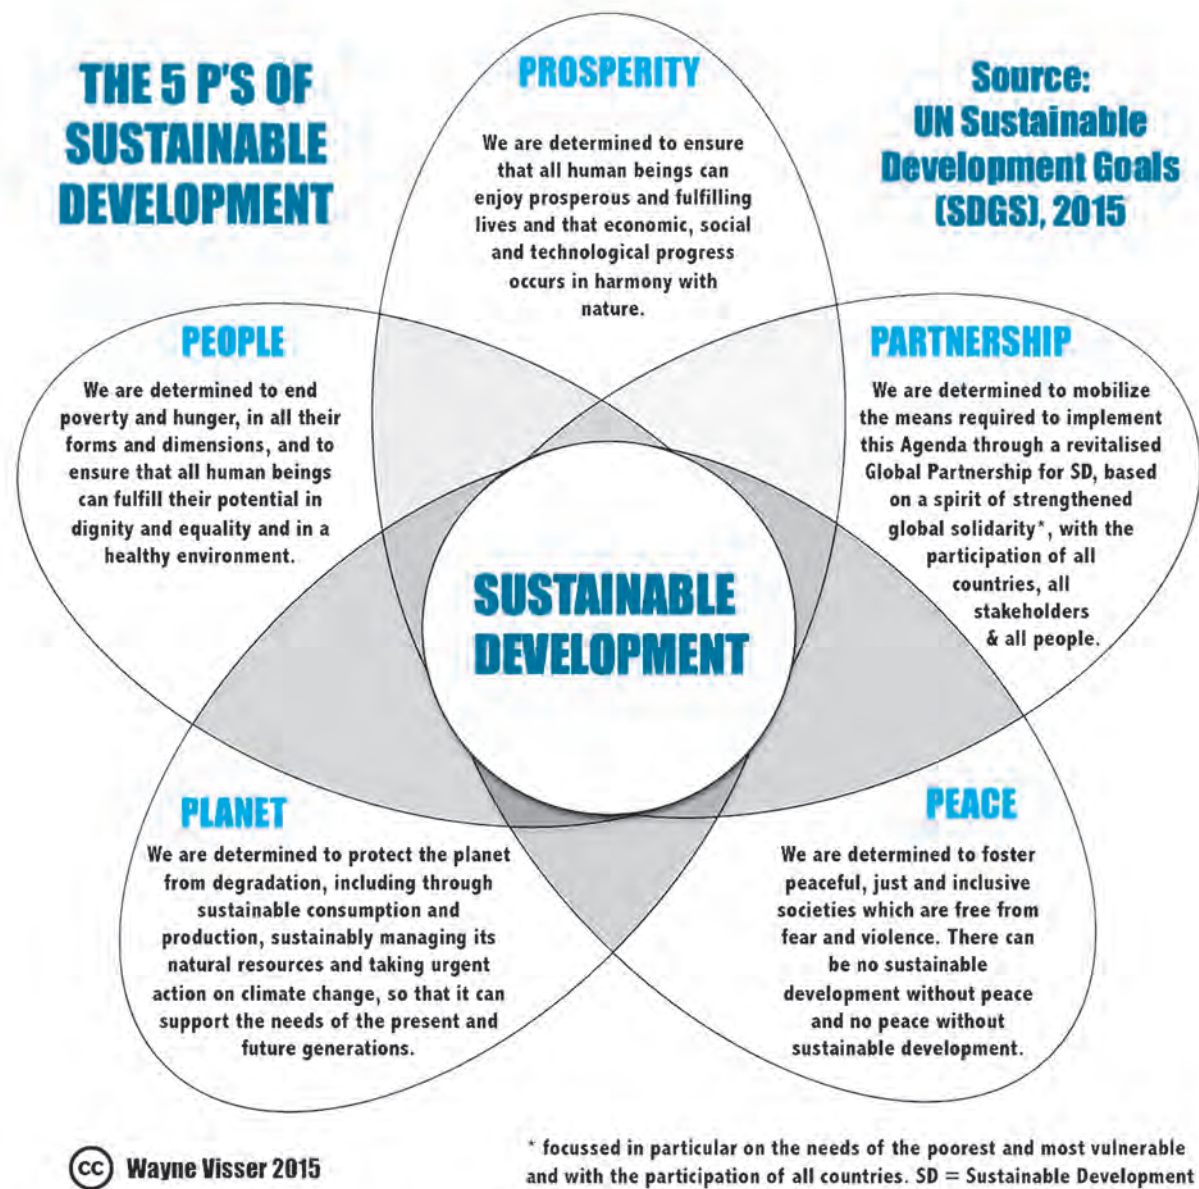 THE 5 P'S OF
SUSTAINABLE
DEVELOPMENT
PROSPERITY
We are determined to ensure
that all human beings can
enjoy prosperous and fulfilling
lives and that economic, social
and technological progress
occurs in harmony with
nature.
Source:
UN Sustainable
Development Goals
(SDGS), 2015
PEOPLE
We are determined to end
poverty and hunger, in all their
forms and dimensions, and to
ensure that all human beings
can fulfill their potential in
dignity and equality and in a
healthy environment.
PARTNERSHIP
We are determined to mobilize
the means required to implement
this Agenda through a revitalised
Global Partnership for SD, based
on a spirit of strengthened
global solidarity*, with the
participation of all
countries, all
stakeholders
& all people.
SUSTAINABLE
DEVELOPMENT
PLANET
We are determined to protect the planet
from degradation, including through
sustainable consumption and
production, sustainably managing its
natural resources and taking urgent
action on climate change, so that it can
support the needs of the present and
future generations.
PEACE
We are determined to foster
peaceful, just and inclusive
societies which are free from
fear and violence. There can
be no sustainable
development without peace
and no peace without
sustainable development.
cc Wayne Visser 2015
* focussed in particular on the needs of the poorest and most vulnerable
and with the participation of all countries. SD = Sustainable Development